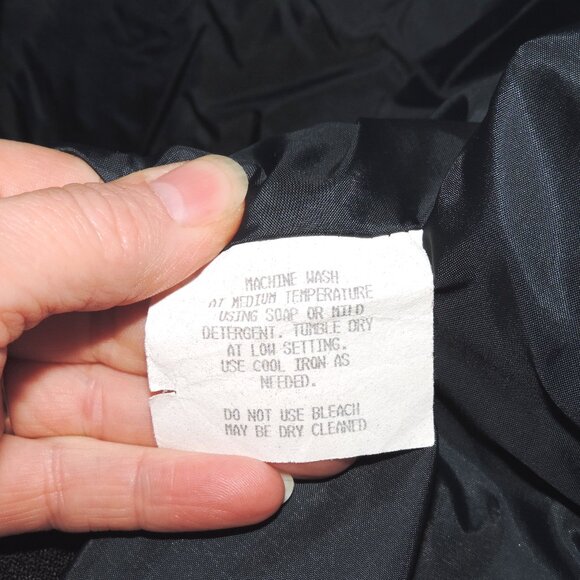 MACHINE WASH
AT MEDIUM TEMPERATURE
USING SOAP OR MILD
DETERGENT. TUMBLE DRY
AT LOW SETTING.
USE COOL IRON AS
NEEDED.
DO NOT USE BLEACH
MAY BE DRY CLEANED